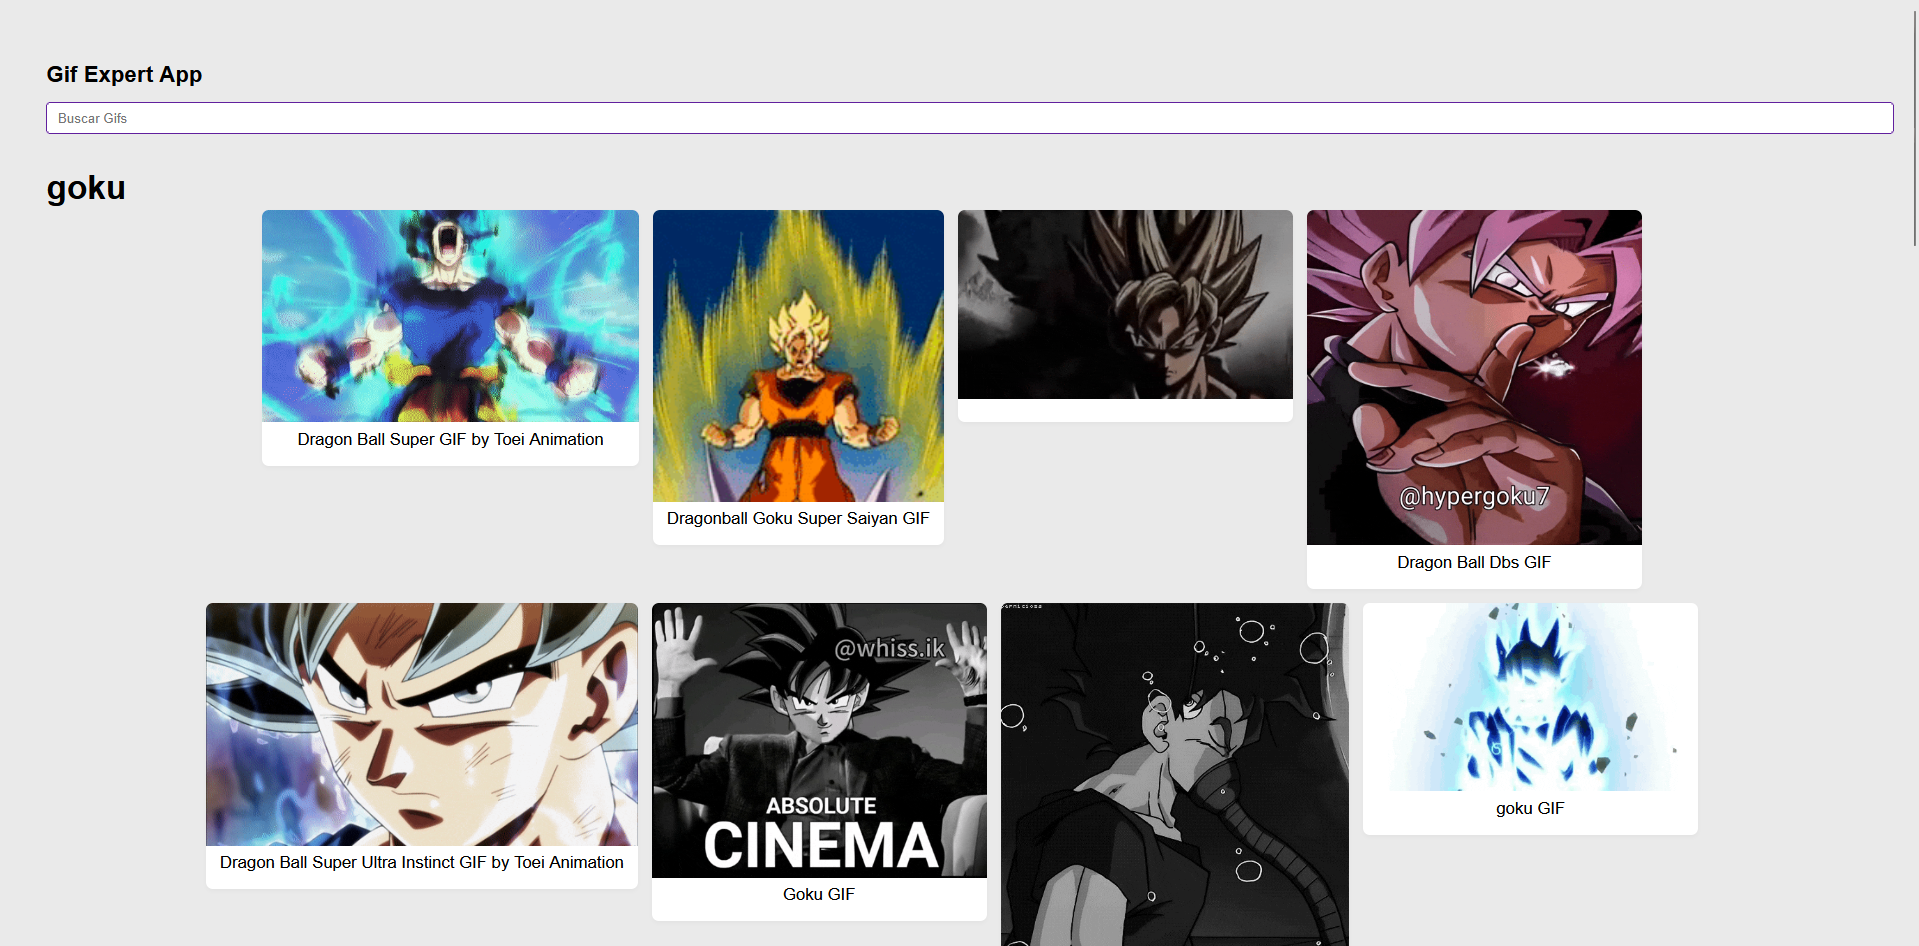 Gif Expert App
Buscar Gifs
goku
@hypergoku7
Dragon Ball Super GIF by Toei Animation
Dragonball Goku Super Saiyan GIF
Dragon Ball Dbs GIF
@whiss.ik
ABSOLUTE
CINEMA
Dragon Ball Super Ultra Instinct GIF by Toei Animation
Goku GIF
goku GIF